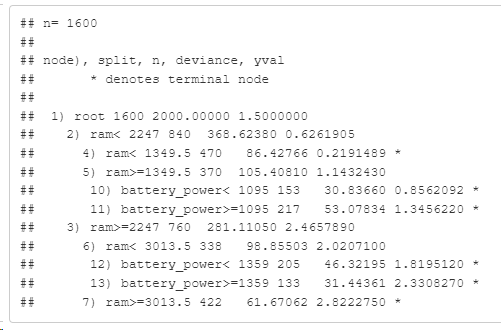 ## n= 1600
##
## node), split, n, deviance, yval
##       * denotes terminal node
##
##  1) root 1600 2000.00000 1.5000000
##    2) ram< 2247 840  368.62380 0.6261905
##      4) ram< 1349.5 470   86.42766 0.2191489 *
##      5) ram>=1349.5 370  105.40810 1.1432430
##       10) battery_power< 1095 153   30.83660 0.8562092 *
##       11) battery_power>=1095 217   53.07834 1.3456220 *
##    3) ram>=2247 760  281.11050 2.4657890
##      6) ram< 3013.5 338   98.85503 2.0207100
##       12) battery_power< 1359 205   46.32195 1.8195120 *
##       13) battery_power>=1359 133   31.44361 2.3308270 *
##      7) ram>=3013.5 422   61.67062 2.8222750 *